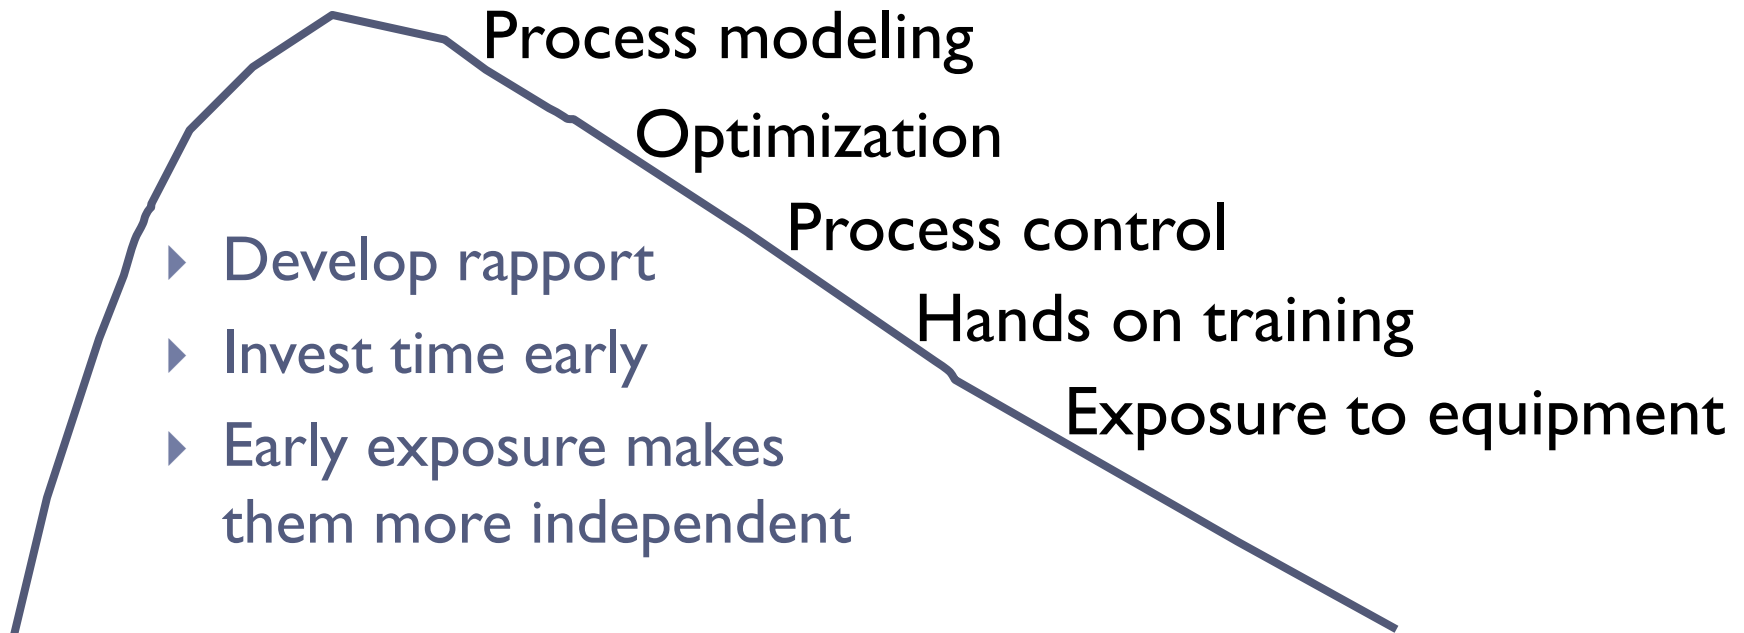 Process modeling
Optimization
Process control
Develop rapport
Hands on training
Invest time early
Exposure to equipment
Early exposure makes
them more independent